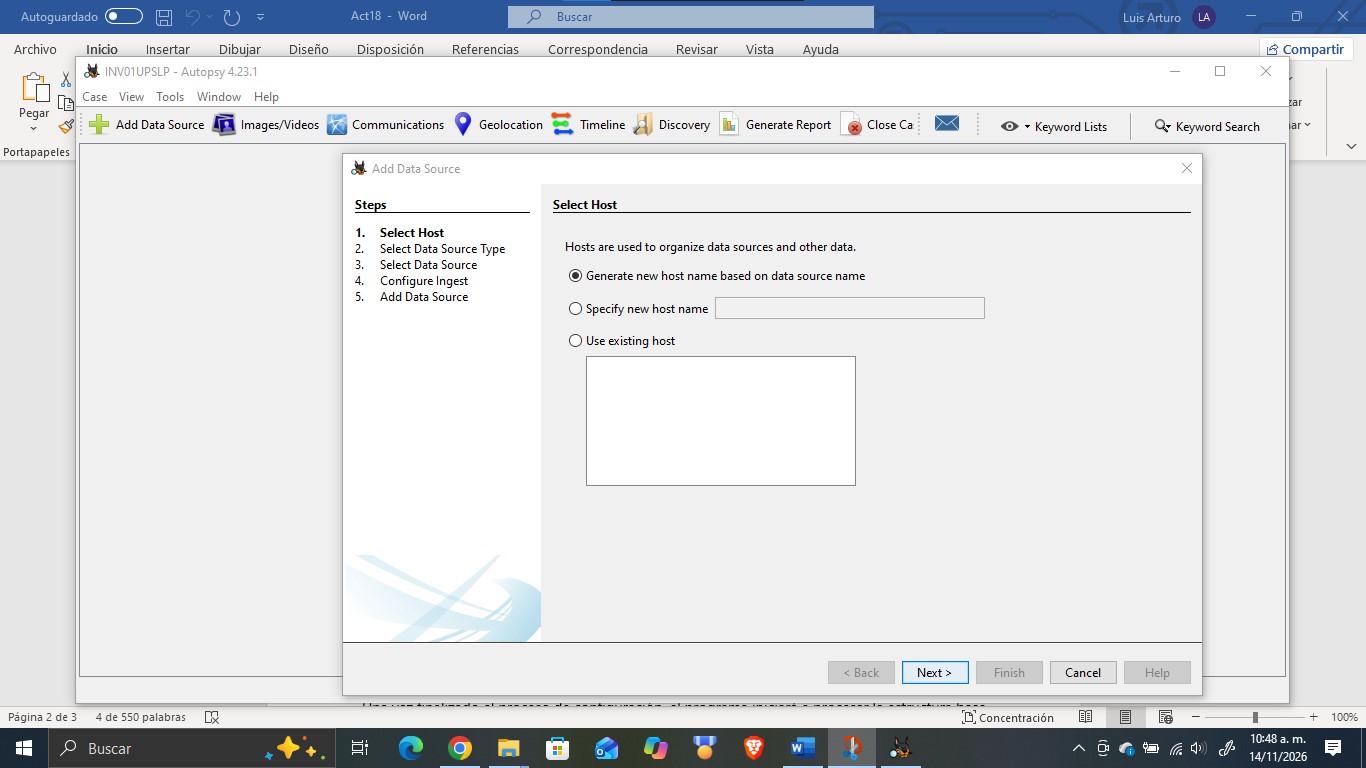 Autoguardado
Act18 - Word
Buscar
Luis Arturo
LA
Archivo Inicio Insertar Dibujar Diseño Disposición Referencias Correspondencia Revisar Vista Ayuda
Compartir
Pegar
Portapapeles
INV01UPSLP - Autopsy 4.23.1
Case View Tools Window Help
Add Data Source Images/Videos Communications Geolocation Timeline Discovery Generate Report Close Ca Keyword Lists Keyword Search
Add Data Source
Steps
1. Select Host
2. Select Data Source Type
3. Select Data Source
4. Configure Ingest
5. Add Data Source
Select Host
Hosts are used to organize data sources and other data.
Generate new host name based on data source name
Specify new host name
Use existing host
< Back Next > Finish Cancel Help
Página 2 de 3 4 de 550 palabras
Concentración
100%
Buscar
10:48 a. m.
14/11/2026